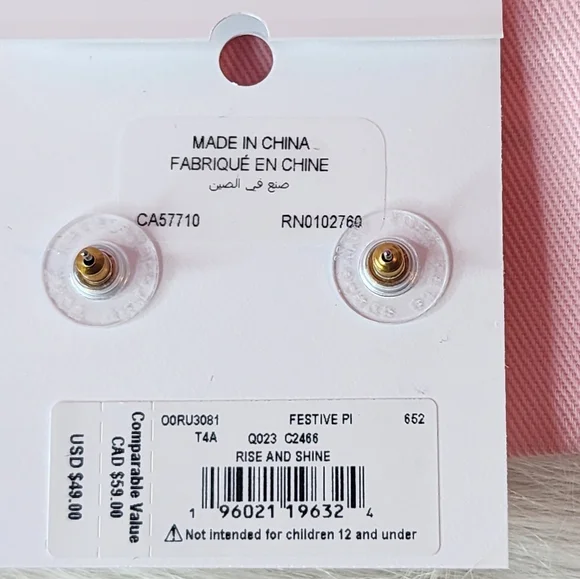 MADE IN CHINA
FABRIQUÉ EN CHINE
صنع في الصين
CA57710 RN0102760
O0RU3081 FESTIVE PI 652
T4A Q023 C2466
RISE AND SHINE
1 96021 19632 4
⚠Not intended for children 12 and under
Comparable Value
CAD $59.00
USD $49.00